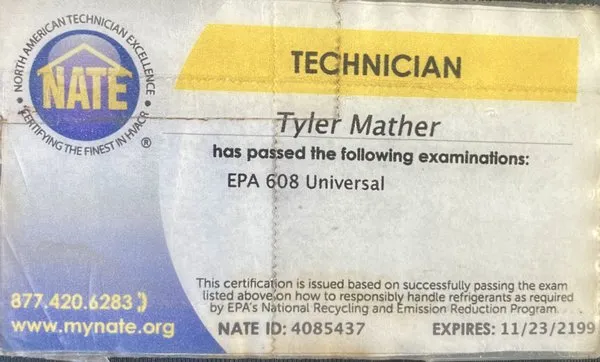 NORTH AMERICAN TECHNICIAN EXCELLENCE
NATE
CERTIFYING THE FINEST IN HVACR
®
TECHNICIAN
Tyler Mather
has passed the following examinations:
EPA 608 Universal
This certification is issued based on successfully passing the exam
listed above on how to responsibly handle refrigerants as required
by EPA's National Recycling and Emission Reduction Program.
877.420.6283
www.mynate.org
NATE ID: 4085437
EXPIRES: 11/23/2199